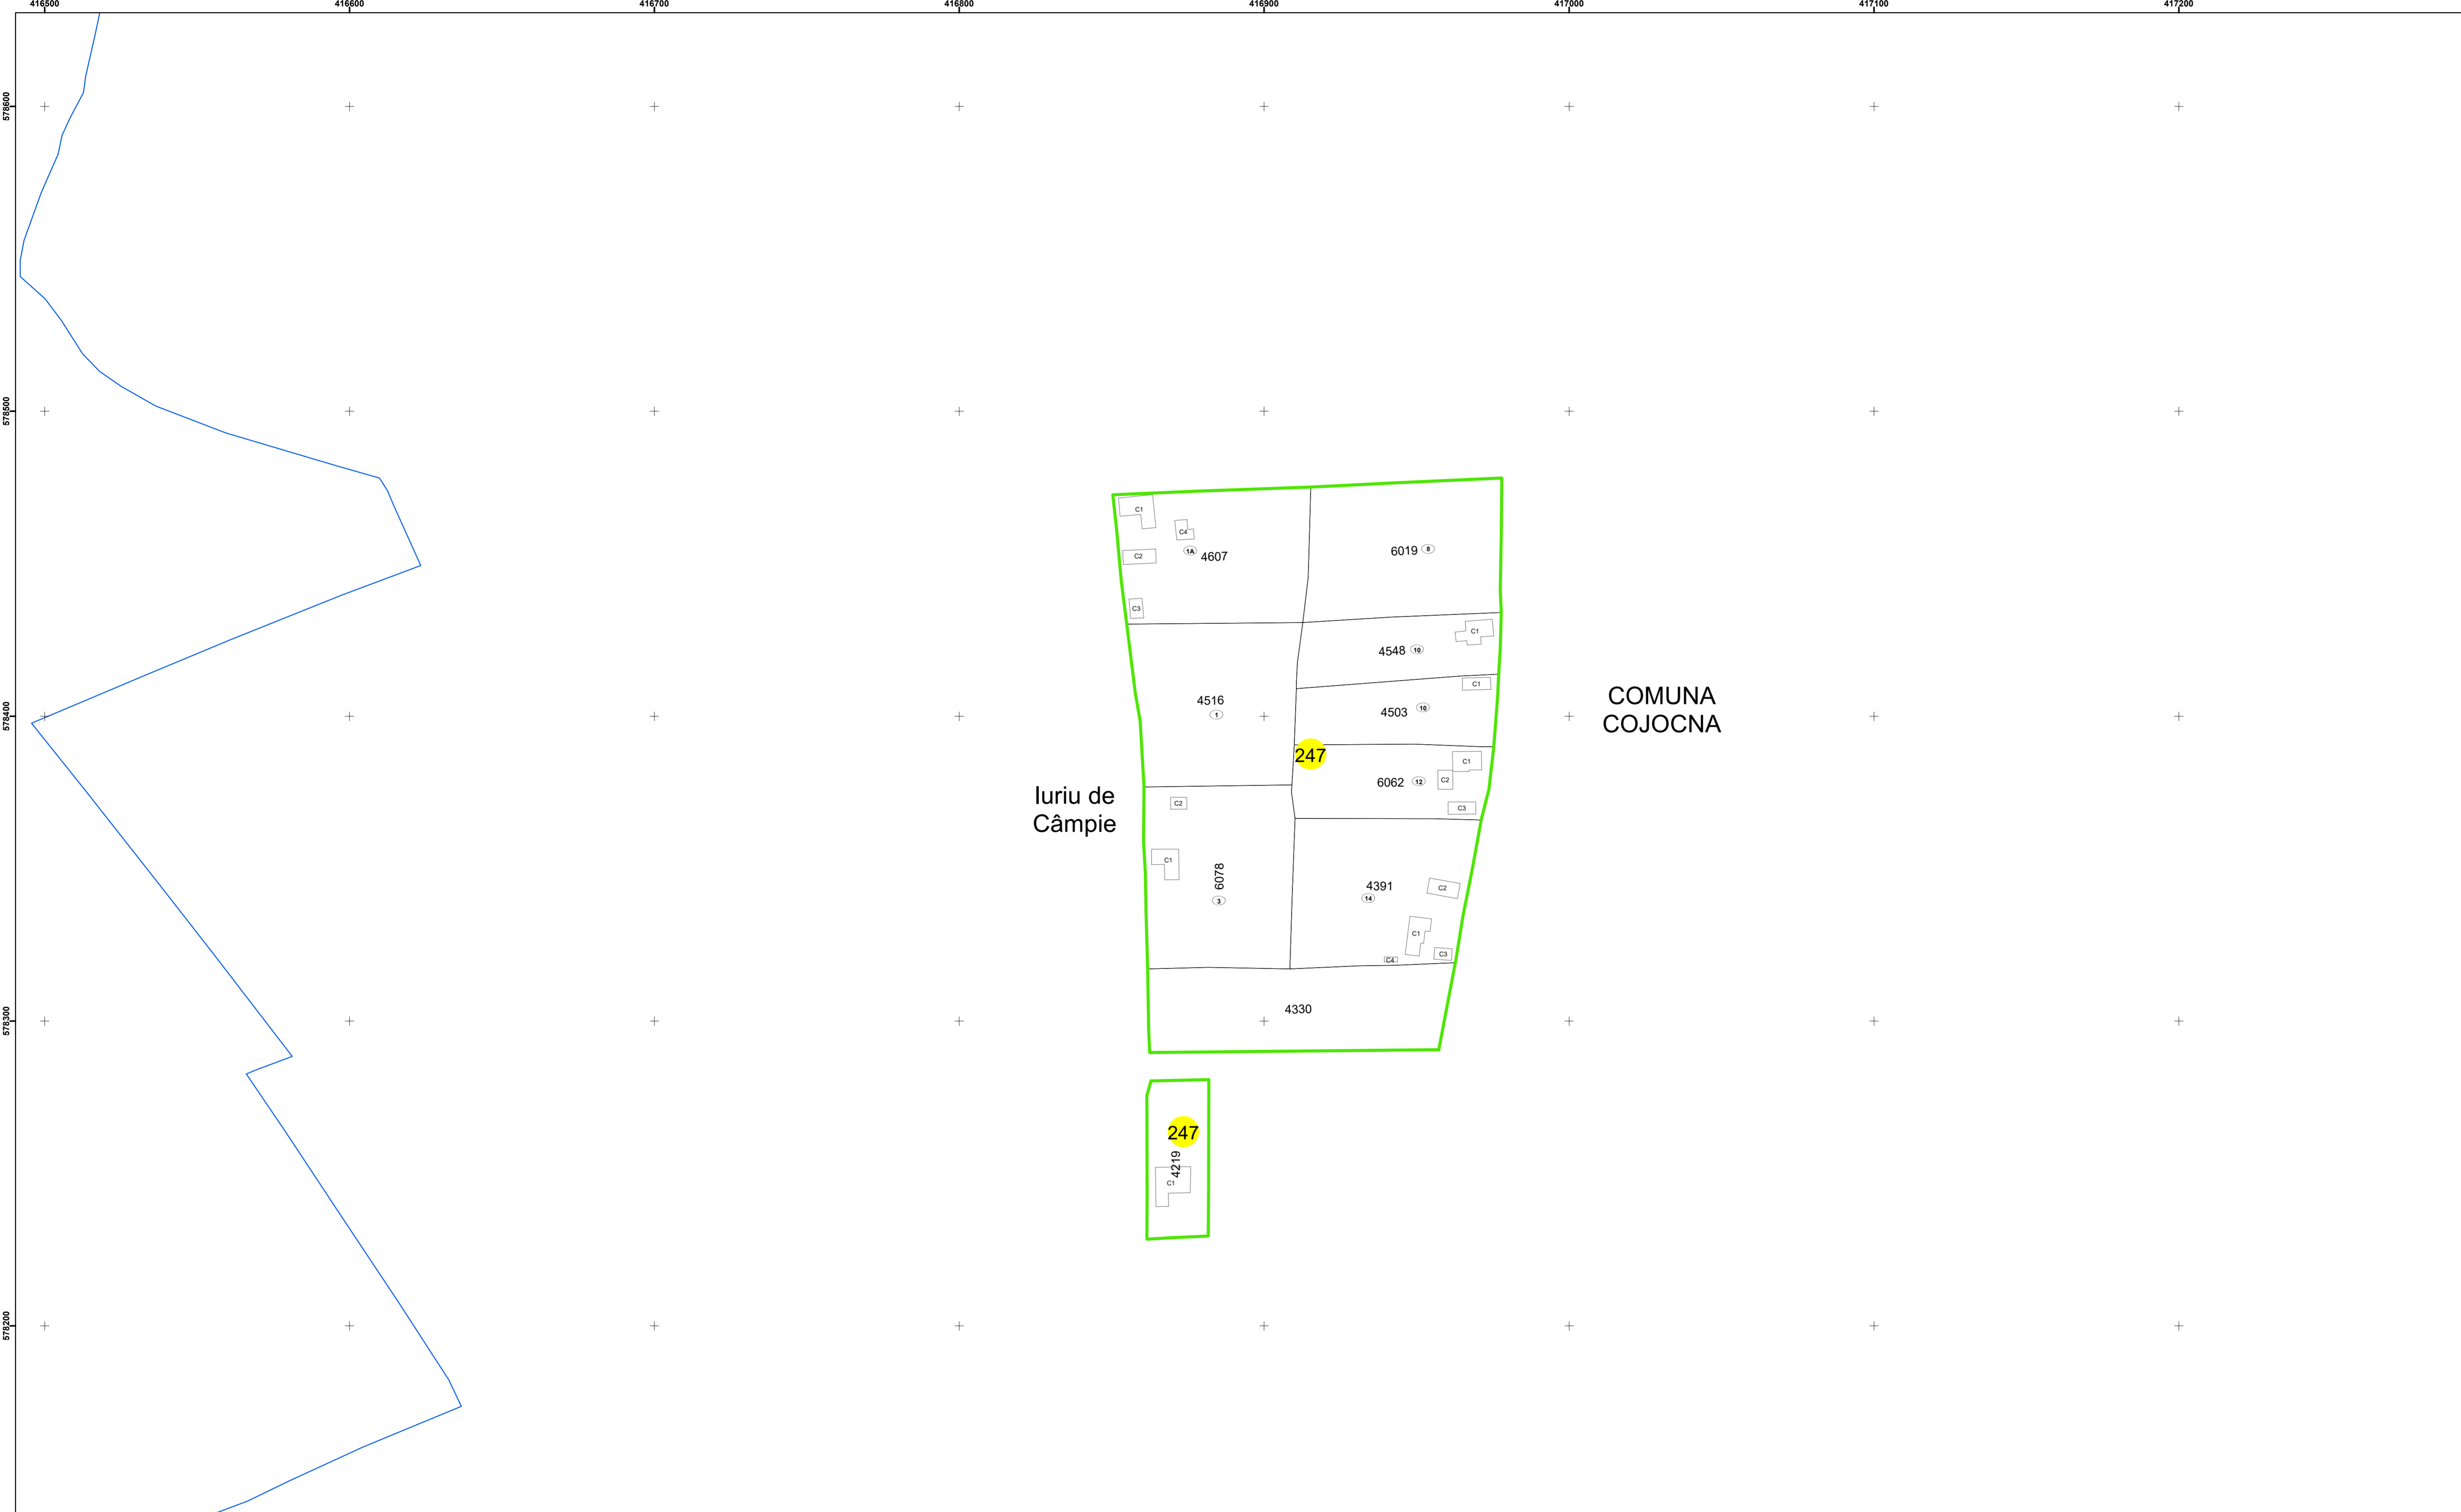 416500 416600 416700 416800 416900 417000 417100 417200
578600
578500
578400
578300
578200
C1
C4
C2
1A 4607
C3
6019 8
C1
4548 10
C1
4516
1
4503 10
247
C1
6062 12
C2
C3
Iuriu de
Câmpie
COMUNA
COJOCNA
C2
C1
6078
3
4391
14
C2
C1
C3
C4
4330
247
4219
C1